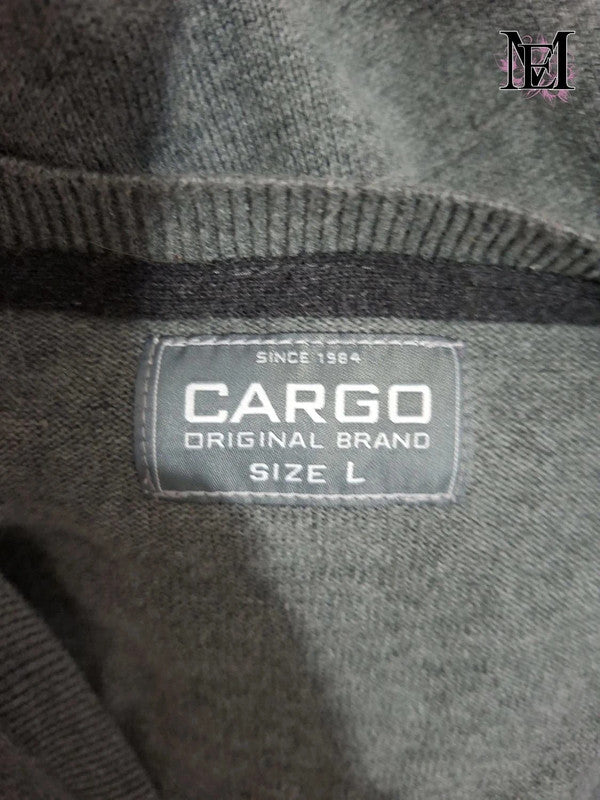 SINCE 1984
CARGO
ORIGINAL BRAND
SIZE L